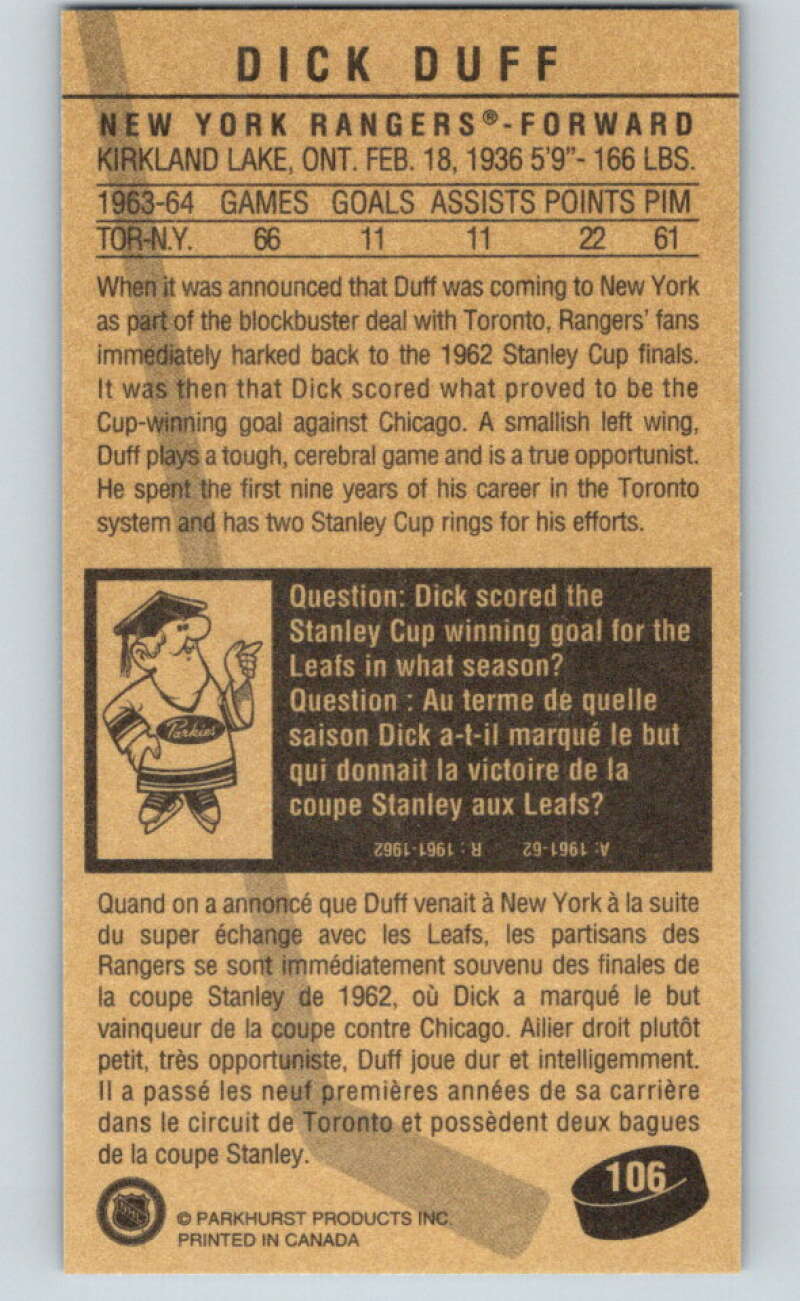 DICK DUFF
NEW YORK RANGERS®-FORWARD
KIRKLAND LAKE, ONT. FEB. 18, 1936 5'9"- 166 LBS.
1963-64 GAMES GOALS ASSISTS POINTS PIM
TOR-N.Y. 66 11 11 22 61
When it was announced that Duff was coming to New York
as part of the blockbuster deal with Toronto, Rangers' fans
immediately harked back to the 1962 Stanley Cup finals.
It was then that Dick scored what proved to be the
Cup-winning goal against Chicago. A smallish left wing,
Duff plays a tough, cerebral game and is a true opportunist.
He spent the first nine years of his career in the Toronto
system and has two Stanley Cup rings for his efforts.
Parkies
Question: Dick scored the
Stanley Cup winning goal for the
Leafs in what season?
Question : Au terme de quelle
saison Dick a-t-il marqué le but
qui donnait la victoire de la
coupe Stanley aux Leafs?
A: 1961-62 R : 1961-1962
Quand on a annoncé que Duff venait à New York à la suite
du super échange avec les Leafs, les partisans des
Rangers se sont immédiatement souvenu des finales de
la coupe Stanley de 1962, où Dick a marqué le but
vainqueur de la coupe contre Chicago. Ailier droit plutôt
petit, très opportuniste, Duff joue dur et intelligemment.
Il a passé les neuf premières années de sa carrière
dans le circuit de Toronto et possèdent deux bagues
de la coupe Stanley.
106
NHL
© PARKHURST PRODUCTS INC.
PRINTED IN CANADA